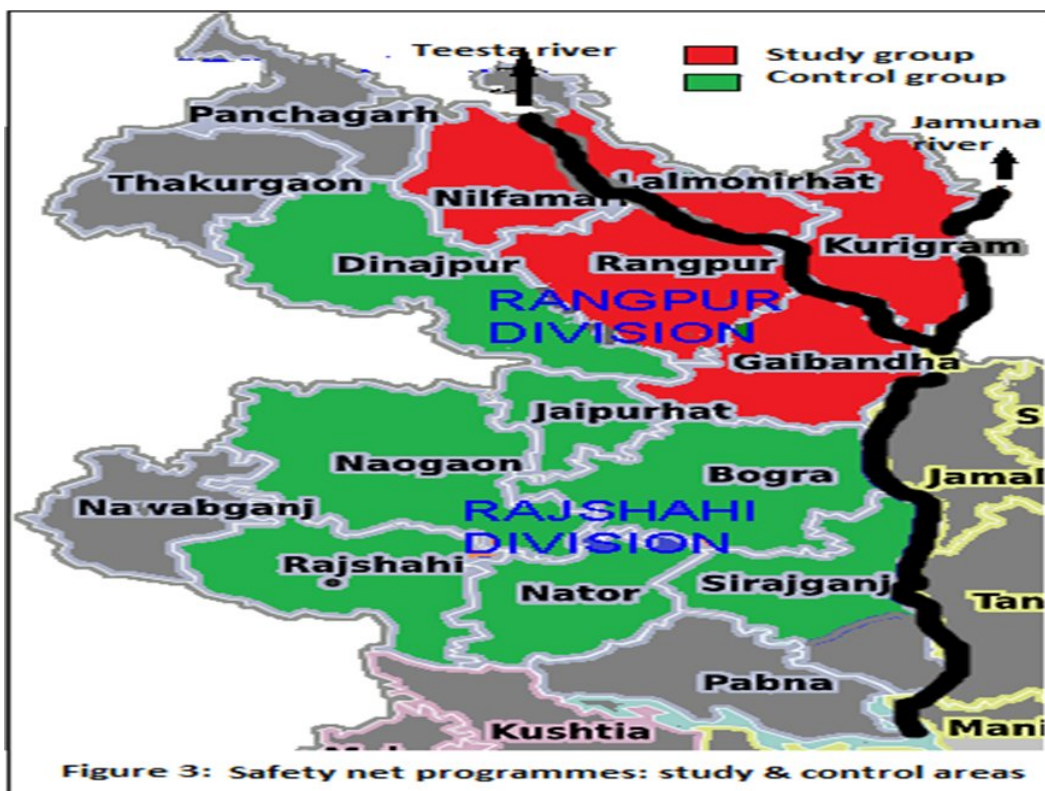 Teesta river
Study group
Control group
Panchagarh
Jamuna
river
Thakurgaon
Nilfamari
Lalmonirhat
Kurigram
Dinajpur
Rangpur
RANGPUR
DIVISION
Gaibandha
Jaipurhat
S
Naogaon
Bogra
Jamal
Nawabganj
RAJSHAHI
DIVISION
Rajshahi
Nator
Sirajganj
Tan
Pabna
Kushtia
Mani
Figure 3: Safety net programmes: study & control areas